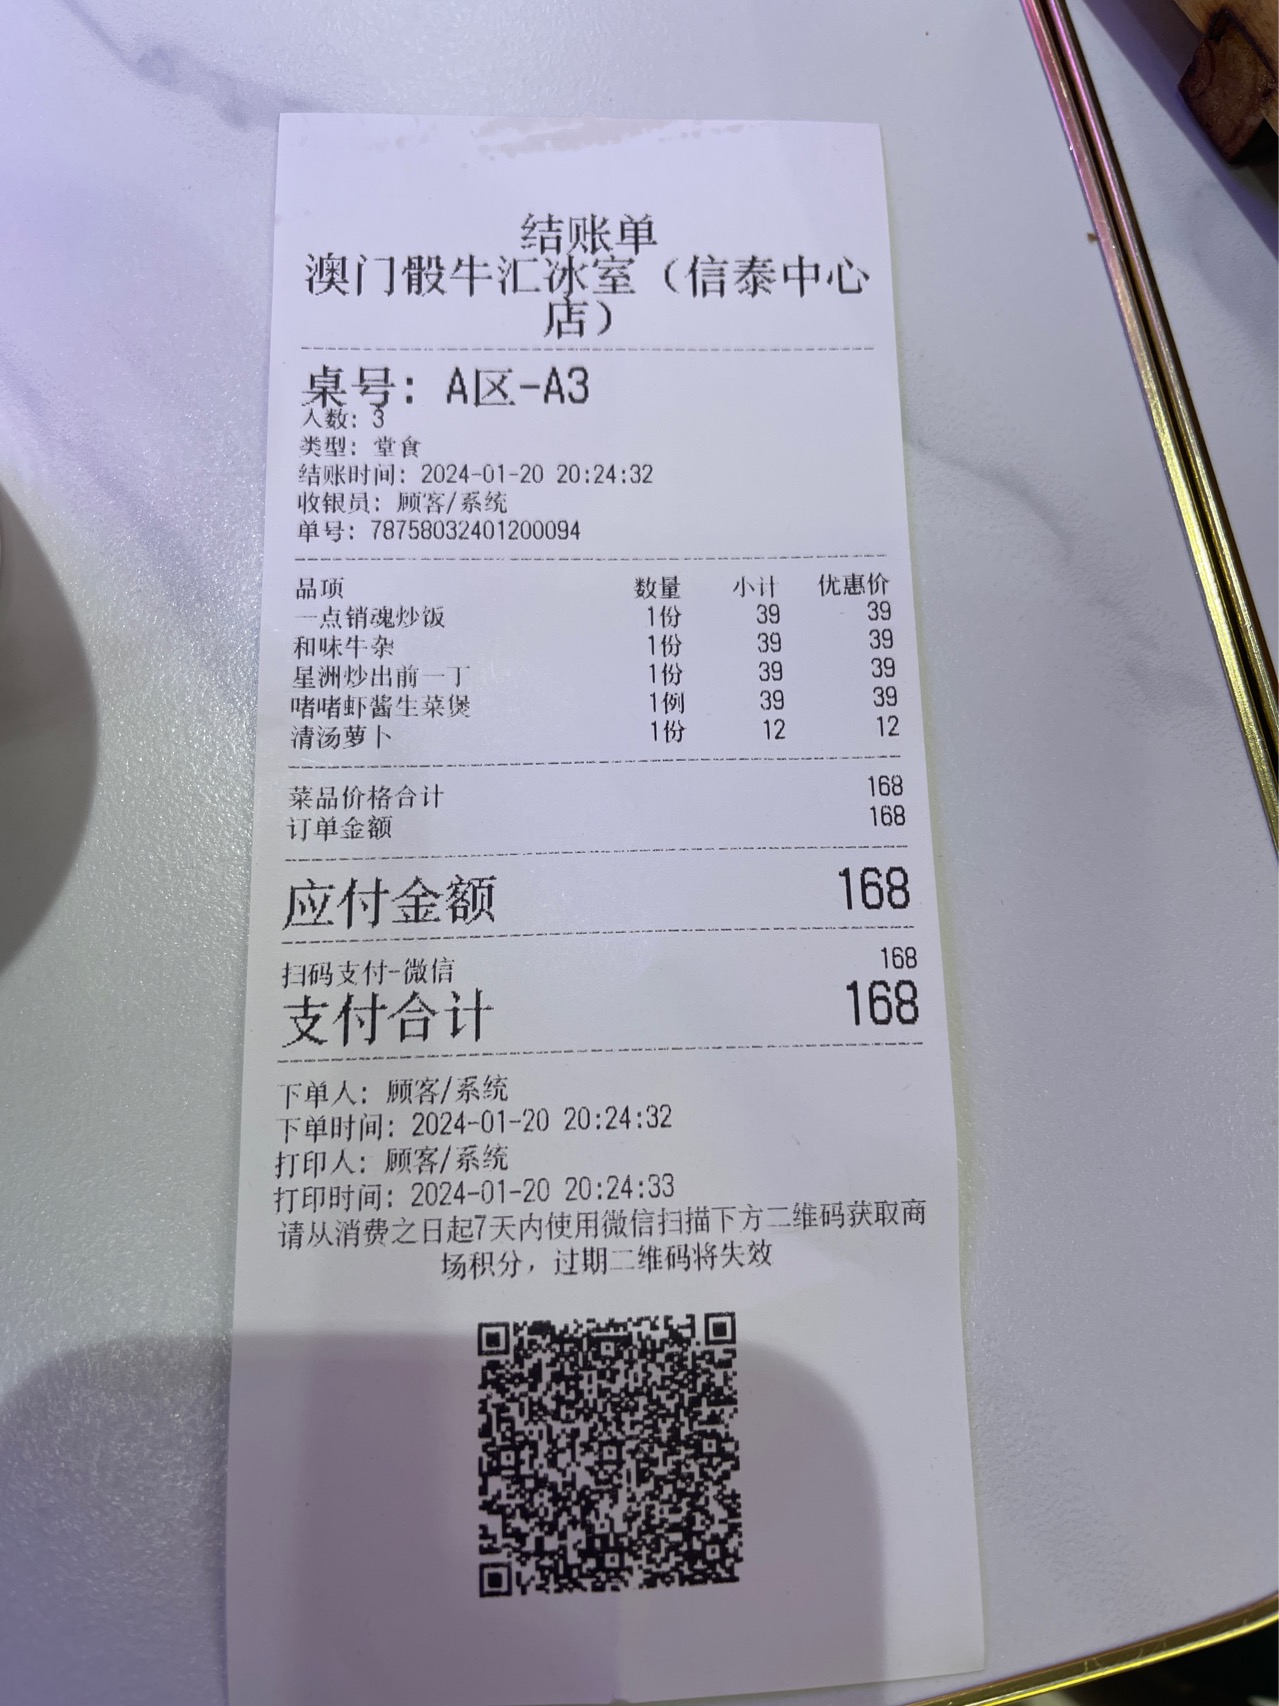 结账单
澳门骰牛汇冰室（信泰中心
店）
桌号：A区-A3
人数：3
类型：堂食
结账时间：2024-01-20 20:24:32
收银员：顾客/系统
单号：78758032401200094
品项 数量 小计 优惠价
一点销魂炒饭 1份 39 39
和味牛杂 1份 39 39
星洲炒出前一丁 1份 39 39
啫啫虾酱生菜煲 1例 39 39
清汤萝卜 1份 12 12
菜品价格合计 168
订单金额 168
应付金额 168
扫码支付-微信 168
支付合计 168
下单人：顾客/系统
下单时间：2024-01-20 20:24:32
打印人：顾客/系统
打印时间：2024-01-20 20:24:33
请从消费之日起7天内使用微信扫描下方二维码获取商
场积分，过期二维码将失效